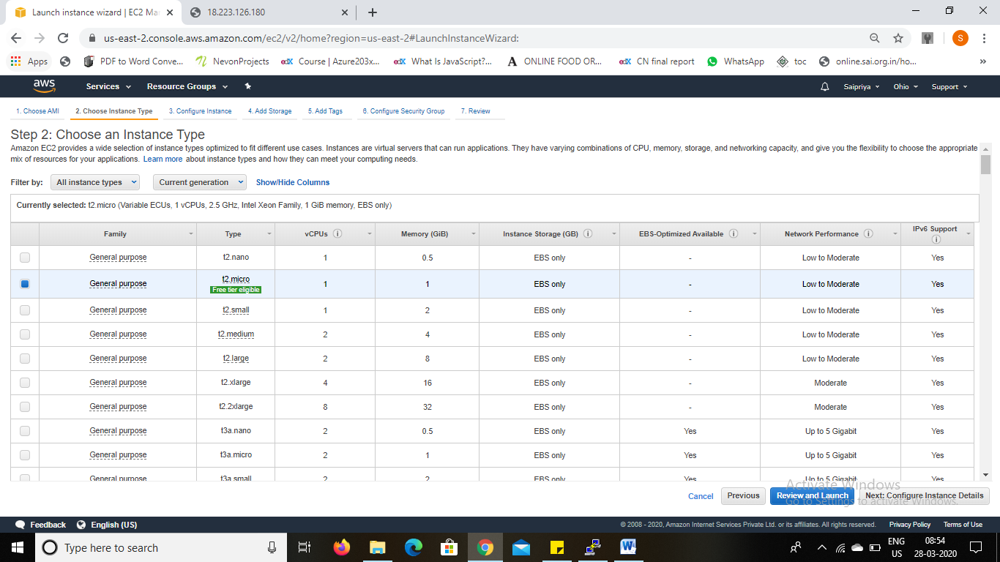 Launch instance wizard | EC2 Ma
18.223.126.180
us-east-2.console.aws.amazon.com/ec2/v2/home?region=us-east-2#LaunchInstanceWizard:
S
Apps PDF to Word Conve... NevonProjects edX Course | Azure203x... edX What Is JavaScript?... A ONLINE FOOD OR... edX CN final report WhatsApp toc online.sai.org.in/ho... »
aws Services Resource Groups Saipriya Ohio Support
1. Choose AMI 2. Choose Instance Type 3. Configure Instance 4. Add Storage 5. Add Tags 6. Configure Security Group 7. Review
Step 2: Choose an Instance Type
Amazon EC2 provides a wide selection of instance types optimized to fit different use cases. Instances are virtual servers that can run applications. They have varying combinations of CPU, memory, storage, and networking capacity, and give you the flexibility to choose the appropriate
mix of resources for your applications. Learn more about instance types and how they can meet your computing needs.
Filter by: All instance types Current generation Show/Hide Columns
Currently selected: t2.micro (Variable ECUs, 1 vCPUs, 2.5 GHz, Intel Xeon Family, 1 GiB memory, EBS only)
Family Type vCPUs Memory (GiB) Instance Storage (GB) EBS-Optimized Available Network Performance IPv6 Support
General purpose t2.nano 1 0.5 EBS only - Low to Moderate Yes
General purpose t2.micro 1 1 EBS only - Low to Moderate Yes
Free tier eligible
General purpose t2.small 1 2 EBS only - Low to Moderate Yes
General purpose t2.medium 2 4 EBS only - Low to Moderate Yes
General purpose t2.large 2 8 EBS only - Low to Moderate Yes
General purpose t2.xlarge 4 16 EBS only - Moderate Yes
General purpose t2.2xlarge 8 32 EBS only - Moderate Yes
General purpose t3a.nano 2 0.5 EBS only Yes Up to 5 Gigabit Yes
General purpose t3a.micro 2 1 EBS only Yes Up to 5 Gigabit Yes
General purpose t3a.small 2 2 EBS only Yes Up to 5 Gigabit Yes
Activate Windows
Go to Settings to activate Windows.
Cancel Previous Review and Launch Next: Configure Instance Details
Feedback English (US) © 2008 - 2020, Amazon Internet Services Private Ltd. or its affiliates. All rights reserved. Privacy Policy Terms of Use
Type here to search
ENG
US
08:54
28-03-2020